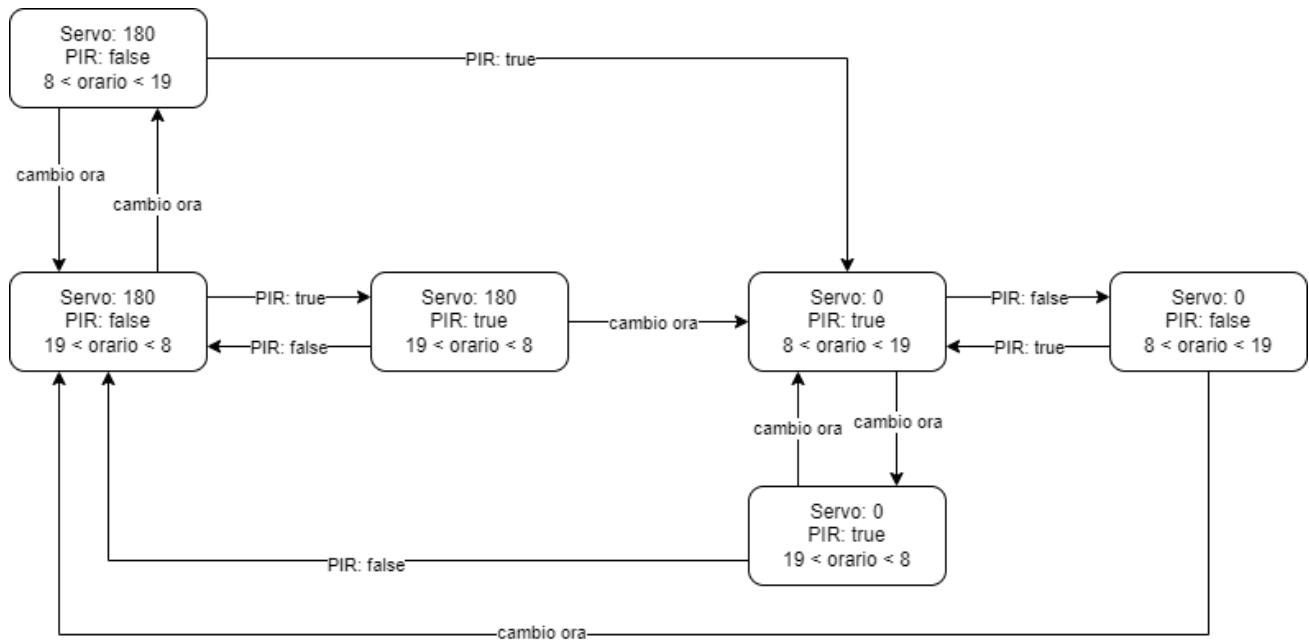 Servo: 180
PIR: false
8 < orario < 19
PIR: true
cambio ora
cambio ora
Servo: 180
PIR: false
19 < orario < 8
PIR: true
PIR: false
Servo: 180
PIR: true
19 < orario < 8
cambio ora
Servo: 0
PIR: true
8 < orario < 19
PIR: false
PIR: true
Servo: 0
PIR: false
8 < orario < 19
cambio ora
cambio ora
Servo: 0
PIR: true
19 < orario < 8
PIR: false
cambio ora